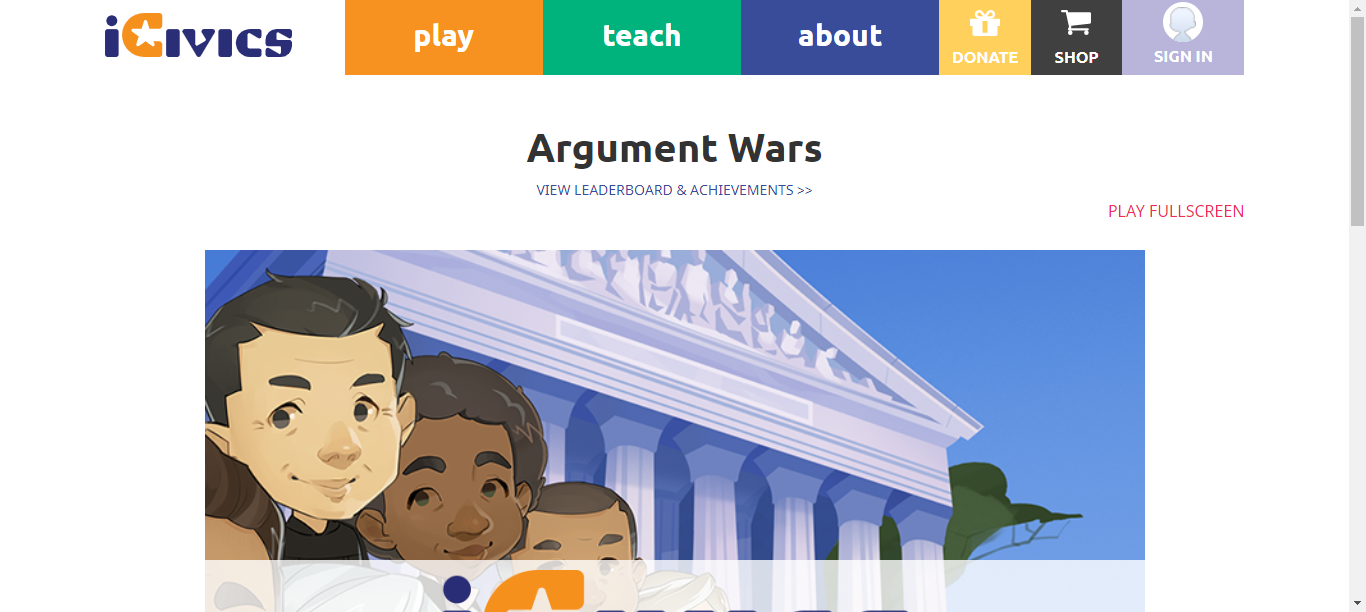 iCivics
play
teach
about
DONATE
SHOP
SIGN IN
Argument Wars
VIEW LEADERBOARD & ACHIEVEMENTS >>
PLAY FULLSCREEN